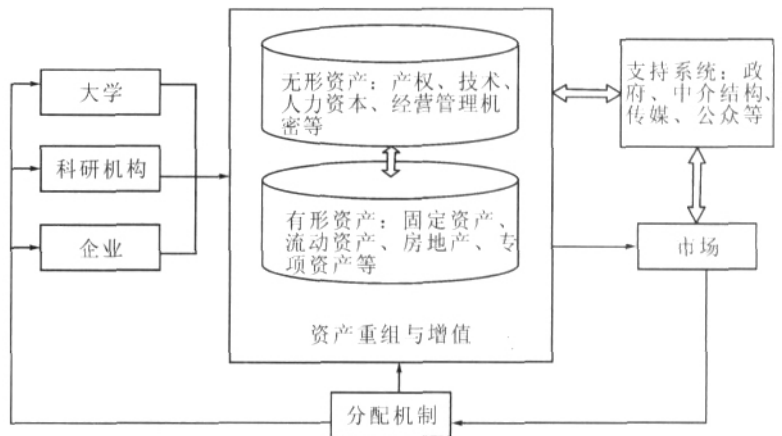 大学
科研机构
企业
无形资产：产权、技术、
人力资本、经营管理机
密等
有形资产：固定资产、
流动资产、房地产、专
项资产等
资产重组与增值
支持系统：政
府、中介结构、
传媒、公众等
市场
分配机制